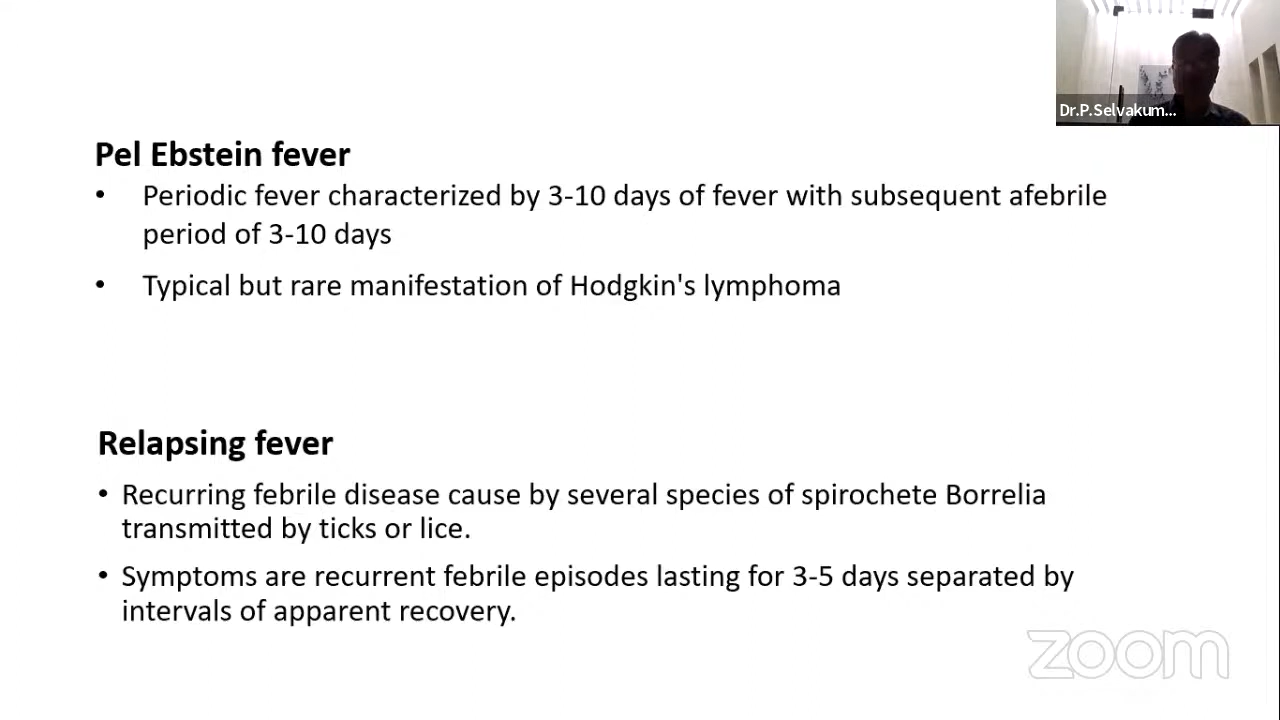 Dr.P.Selvakum...
Pel Ebstein fever
• Periodic fever characterized by 3-10 days of fever with subsequent afebrile
period of 3-10 days
• Typical but rare manifestation of Hodgkin's lymphoma
Relapsing fever
• Recurring febrile disease cause by several species of spirochete Borrelia
transmitted by ticks or lice.
• Symptoms are recurrent febrile episodes lasting for 3-5 days separated by
intervals of apparent recovery.
zoom